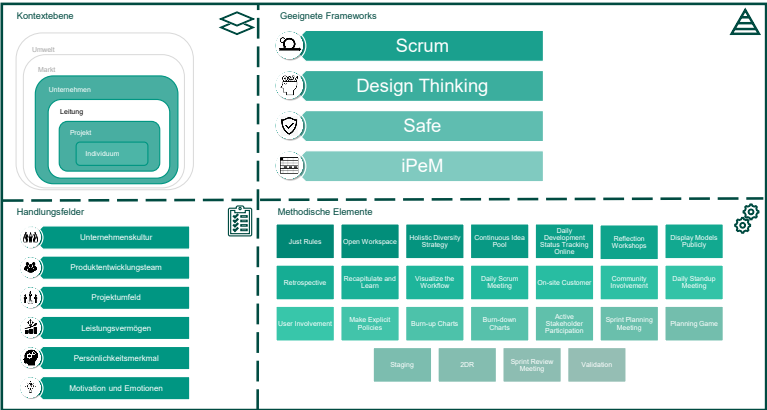 Kontextebene
Umwelt
Markt
Unternehmen
Leitung
Projekt
Individuum
Geeignete Frameworks
Scrum
Design Thinking
Safe
iPeM
Handlungsfelder
Unternehmenskultur
Produktentwicklungsteam
Projektumfeld
Leistungsvermögen
Persönlichkeitsmerkmal
Motivation und Emotionen
Methodische Elemente
Just Rules
Open Workspace
Holistic Diversity
Strategy
Continuous Idea
Pool
Daily
Development
Status Tracking
Online
Reflection
Workshops
Display Models
Publicly
Retrospective
Recapitulate and
Learn
Visualize the
Workflow
Daily Scrum
Meeting
On-site Customer
Community
Involvement
Daily Standup
Meeting
User Involvement
Make Explicit
Policies
Burn-up Charts
Burn-down
Charts
Active
Stakeholder
Participation
Sprint Planning
Meeting
Planning Game
Staging
2DR
Sprint Review
Meeting
Validation